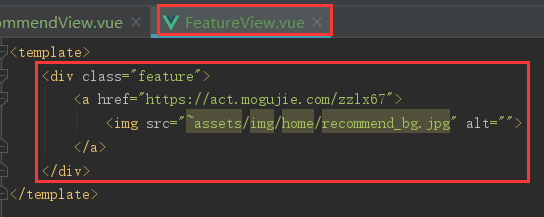 ommendView.vue × FeatureView.vue ×
<template>
<div class="feature">
<a href="https://act.mogujie.com/zzlx67">
<img src="~assets/img/home/recommend_bg.jpg" alt="">
</a>
</div>
</template>